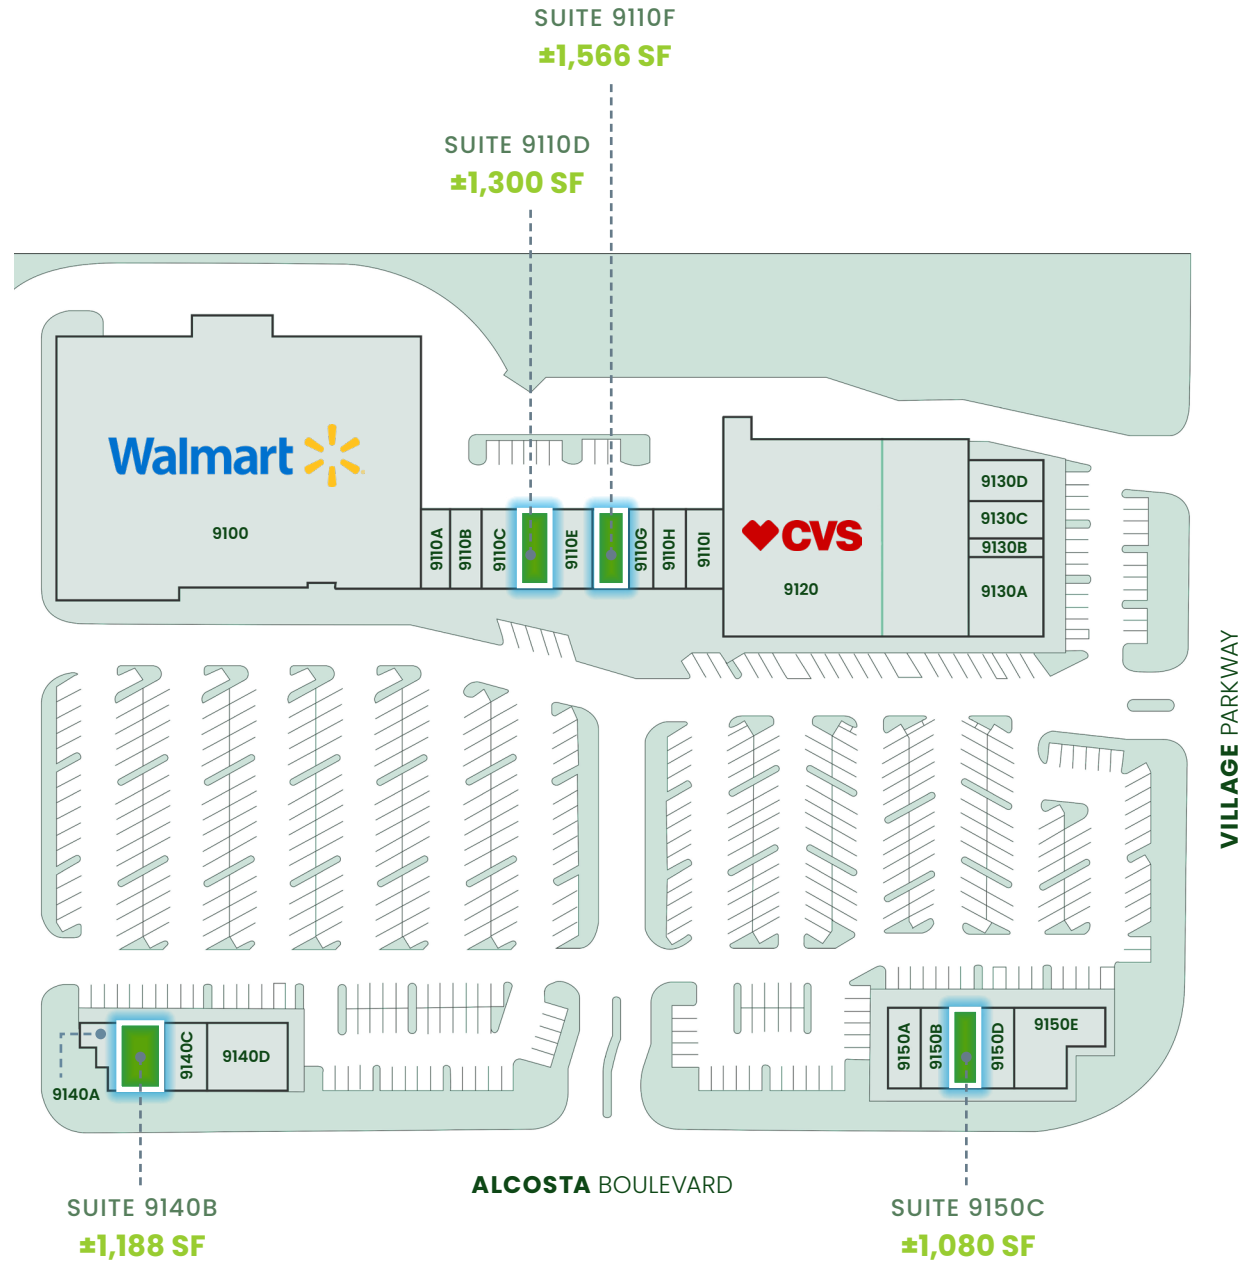 SUITE 9110F
±1,566 SF
SUITE 9110D
±1,300 SF
Walmart
9100
9110A
9110B
9110C
9110E
9110G
9110H
9110I
CVS
9120
9130D
9130C
9130B
9130A
VILLAGE PARKWAY
9140A
9140C
9140D
9150A
9150B
9150D
9150E
ALCOSTA BOULEVARD
SUITE 9140B
±1,188 SF
SUITE 9150C
±1,080 SF